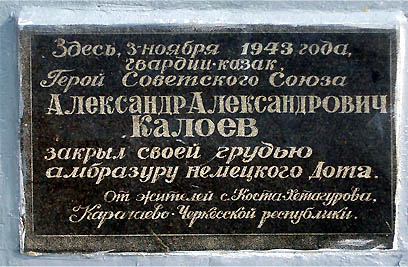 Здесь, 3 ноября 1943 года,
гвардии-казак,
Герой Советского Союза
Александр Александрович
Калоев
закрыл своей грудью
амбразуру немецкого Дота.
От жителей с. Коста-Хетагурова,
Карачаево-Черкесской республики.